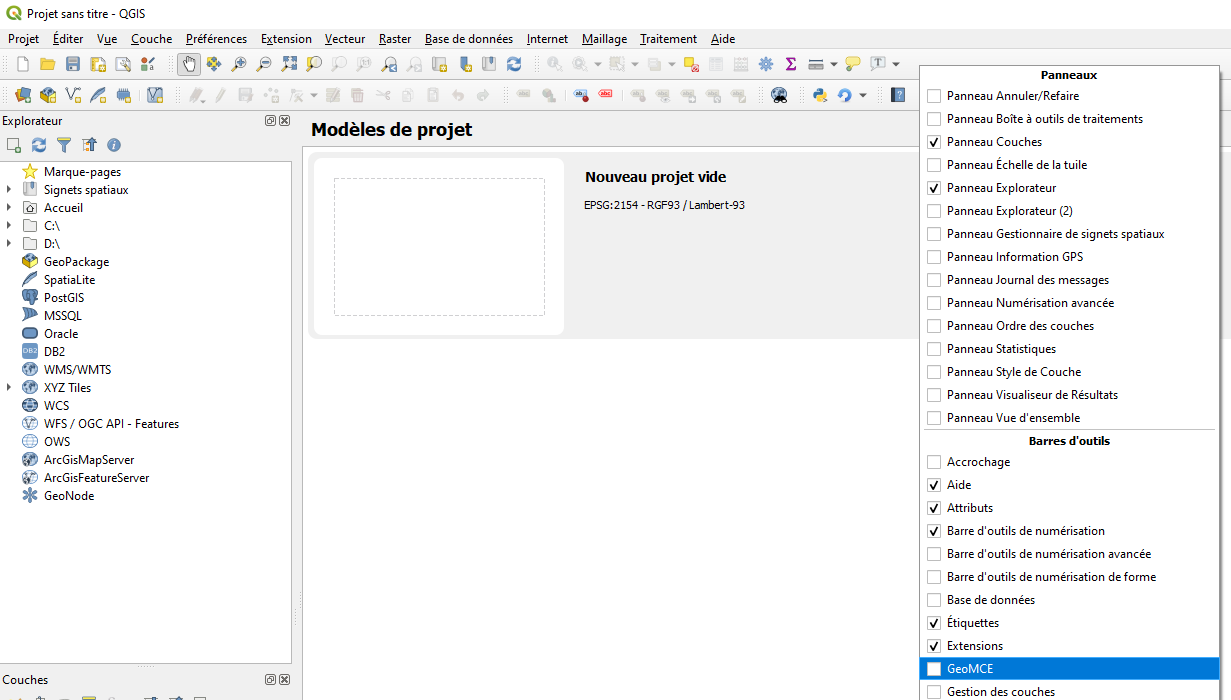 Projet sans titre - QGIS
Projet Éditer Vue Couche Préférences Extension Vecteur Raster Base de données Internet Maillage Traitement Aide
Explorateur
Marque-pages
Signets spatiaux
Accueil
C:\
D:\
GeoPackage
SpatiaLite
PostGIS
MSSQL
Oracle
DB2
WMS/WMTS
XYZ Tiles
WCS
WFS / OGC API - Features
OWS
ArcGisMapServer
ArcGisFeatureServer
GeoNode
Couches
Modèles de projet
Nouveau projet vide
EPSG:2154 - RGF93 / Lambert-93
Panneaux
Panneau Annuler/Refaire
Panneau Boîte à outils de traitements
Panneau Couches
Panneau Échelle de la tuile
Panneau Explorateur
Panneau Explorateur (2)
Panneau Gestionnaire de signets spatiaux
Panneau Information GPS
Panneau Journal des messages
Panneau Numérisation avancée
Panneau Ordre des couches
Panneau Statistiques
Panneau Style de Couche
Panneau Visualiseur de Résultats
Panneau Vue d'ensemble
Barres d'outils
Accrochage
Aide
Attributs
Barre d'outils de numérisation
Barre d'outils de numérisation avancée
Barre d'outils de numérisation de forme
Base de données
Étiquettes
Extensions
GeoMCE
Gestion des couches